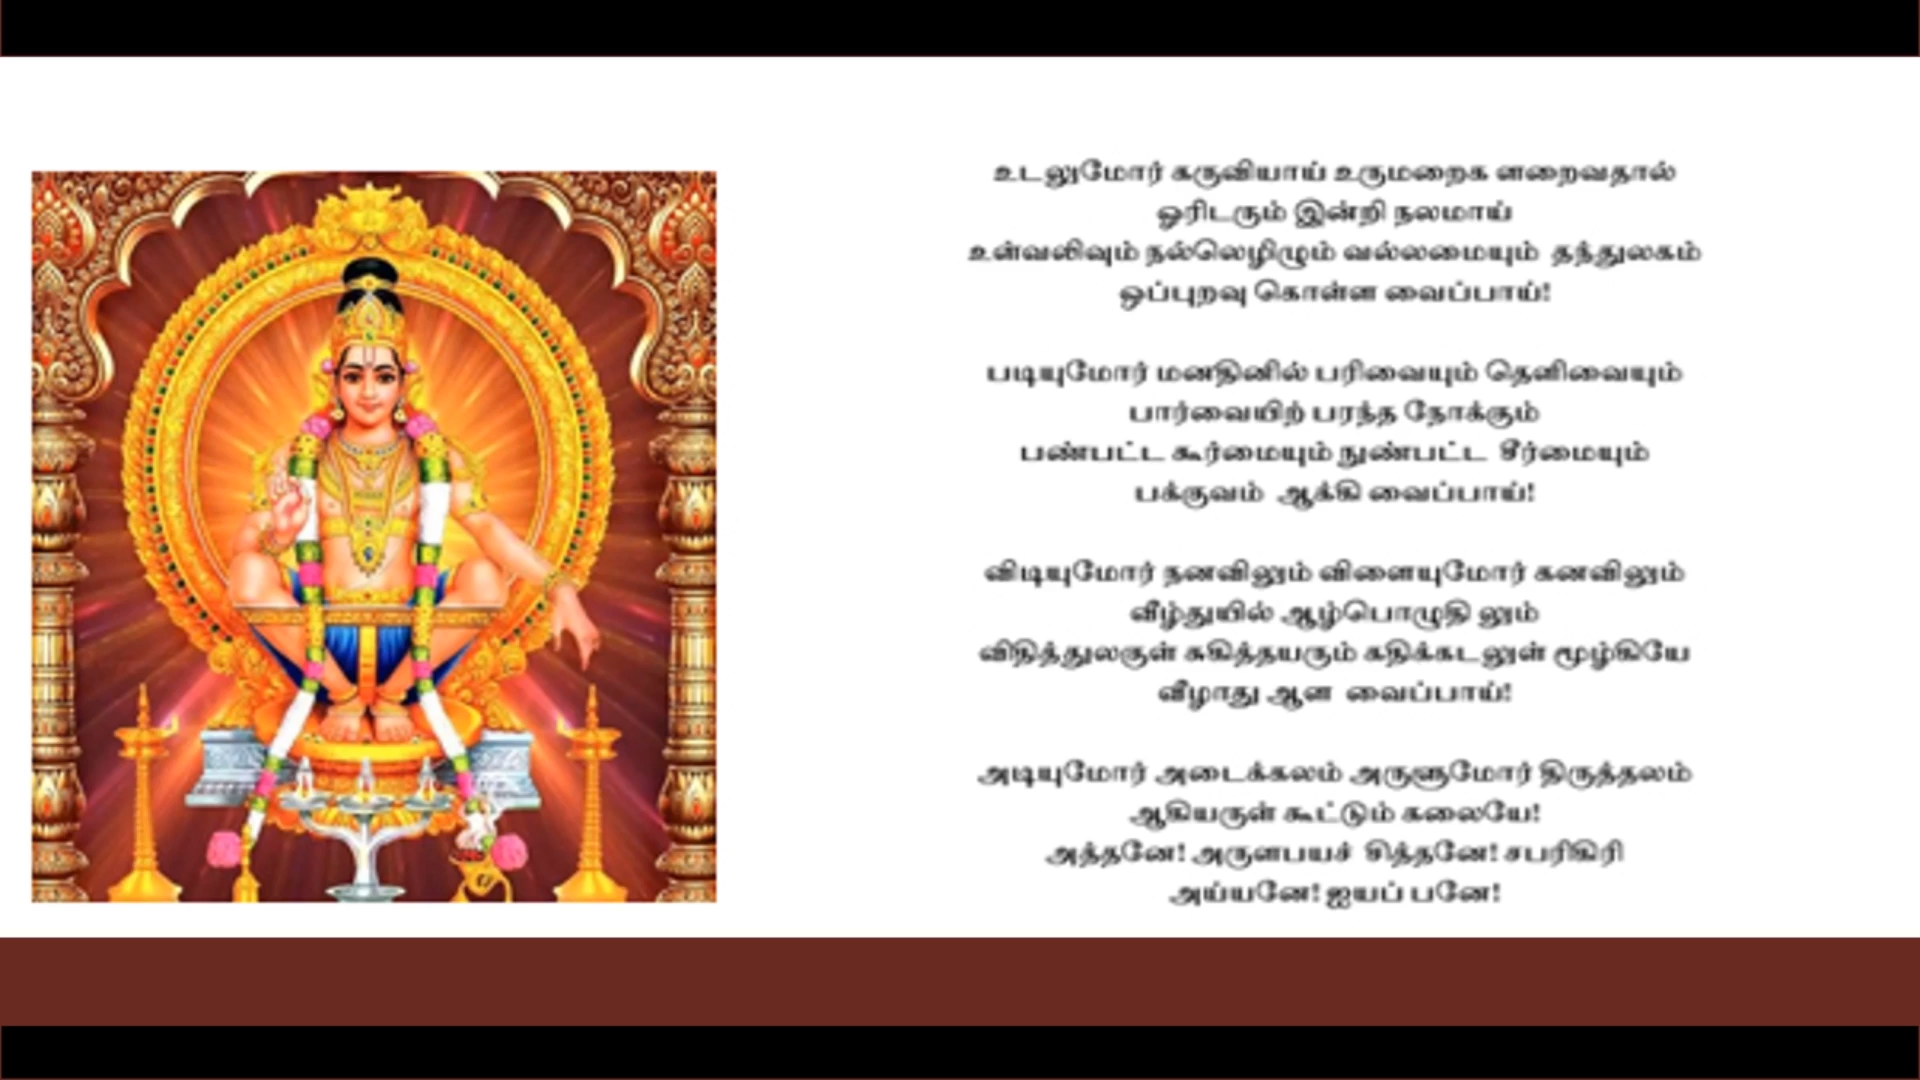 உடலுமோர் கருவியாய் உருமறைக ளறைவதால்
ஓரிடரும் இன்றி நலமாய்
உள்வலிவும் நல்லெழிழும் வல்லமையும் தந்துலகம்
ஒப்புறவு கொள்ள வைப்பாய்!
படியுமோர் மனதினில் பரிவையும் தெளிவையும்
பார்வையிற் பரந்த நோக்கும்
பண்பட்ட கூர்மையும் நுண்பட்ட சீர்மையும்
பக்குவம் ஆக்கி வைப்பாய்!
விடியுமோர் நனவிலும் விளையுமோர் கனவிலும்
வீழ்துயில் ஆழ்பொழுதி லும்
விதித்துலகுள் சுகித்தயரும் கதிக்கடலுள் மூழ்கியே
வீழாது ஆள வைப்பாய்!
அடியுமோர் அடைக்கலம் அருளுமோர் திருத்தலம்
ஆகியருள் கூட்டும் கலையே!
அத்தனே! அருளபயச் சித்தனே! சபரிகிரி
அய்யனே! ஐயப் பனே!